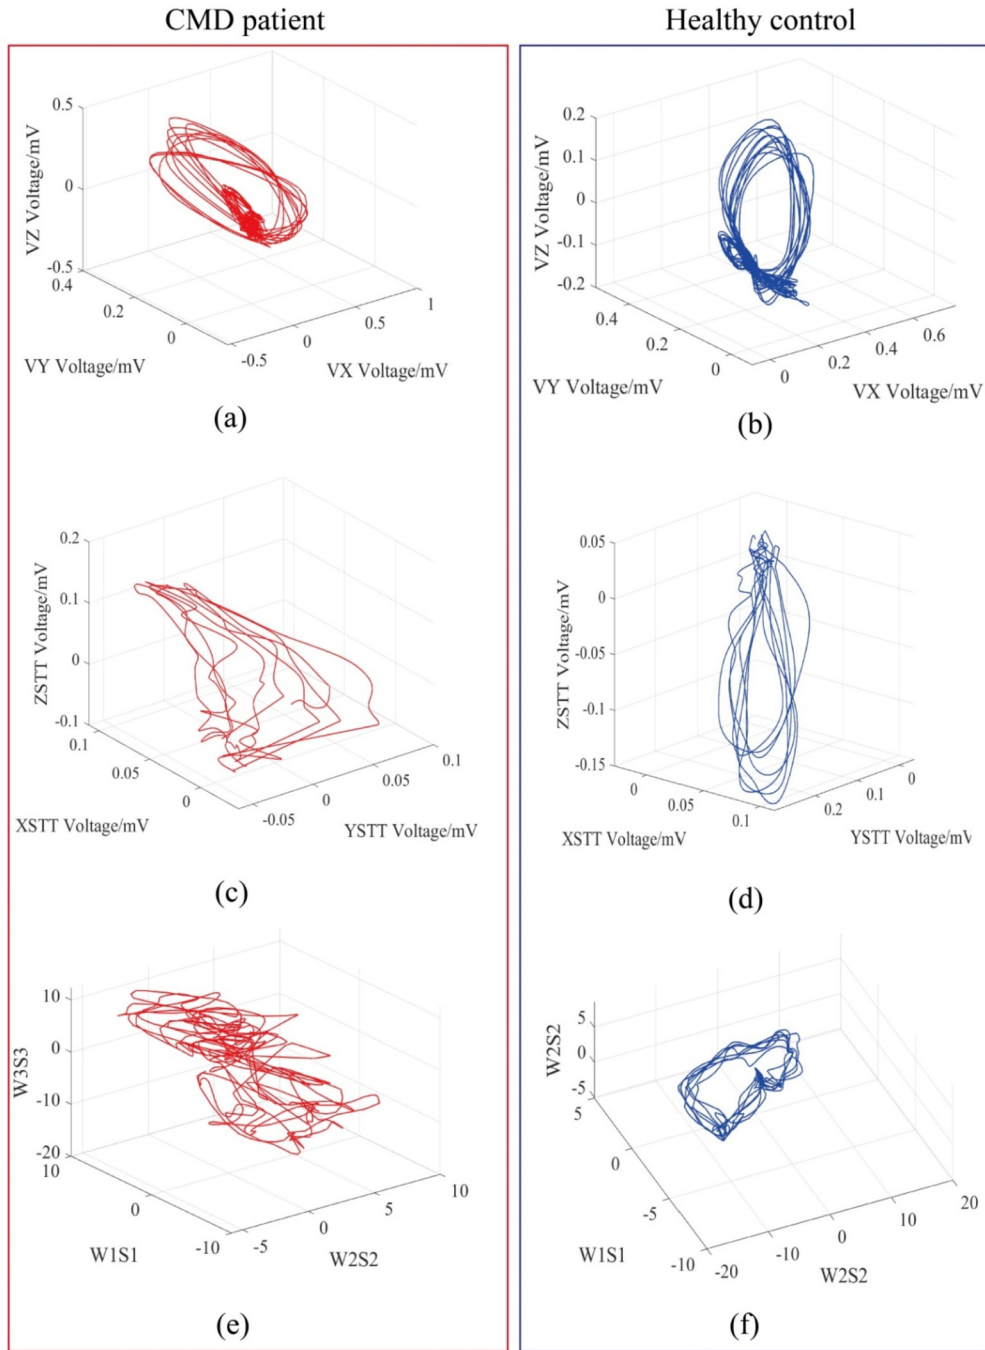 CMD patient
Healthy control
0.5
0
-0.5
VZ Voltage/mV
0.4
0.2
0
VY Voltage/mV
-0.5
0
0.5
1
VX Voltage/mV
(a)
0.2
0.1
0
-0.1
-0.2
VZ Voltage/mV
0.4
0.2
0
VY Voltage/mV
0
0.2
0.4
0.6
VX Voltage/mV
(b)
0.2
0.1
0
-0.1
ZSTT Voltage/mV
0.1
0.05
0
XSTT Voltage/mV
-0.05
0
0.05
0.1
YSTT Voltage/mV
(c)
0.05
0
-0.05
-0.1
-0.15
ZSTT Voltage/mV
0
0.05
0.1
XSTT Voltage/mV
0.2
0.1
0
YSTT Voltage/mV
(d)
10
0
-10
-20
W3S3
10
0
-10
W1S1
-5
0
5
10
W2S2
(e)
5
0
-5
W2S2
5
0
-5
-10
W1S1
-20
-10
0
10
20
W2S2
(f)